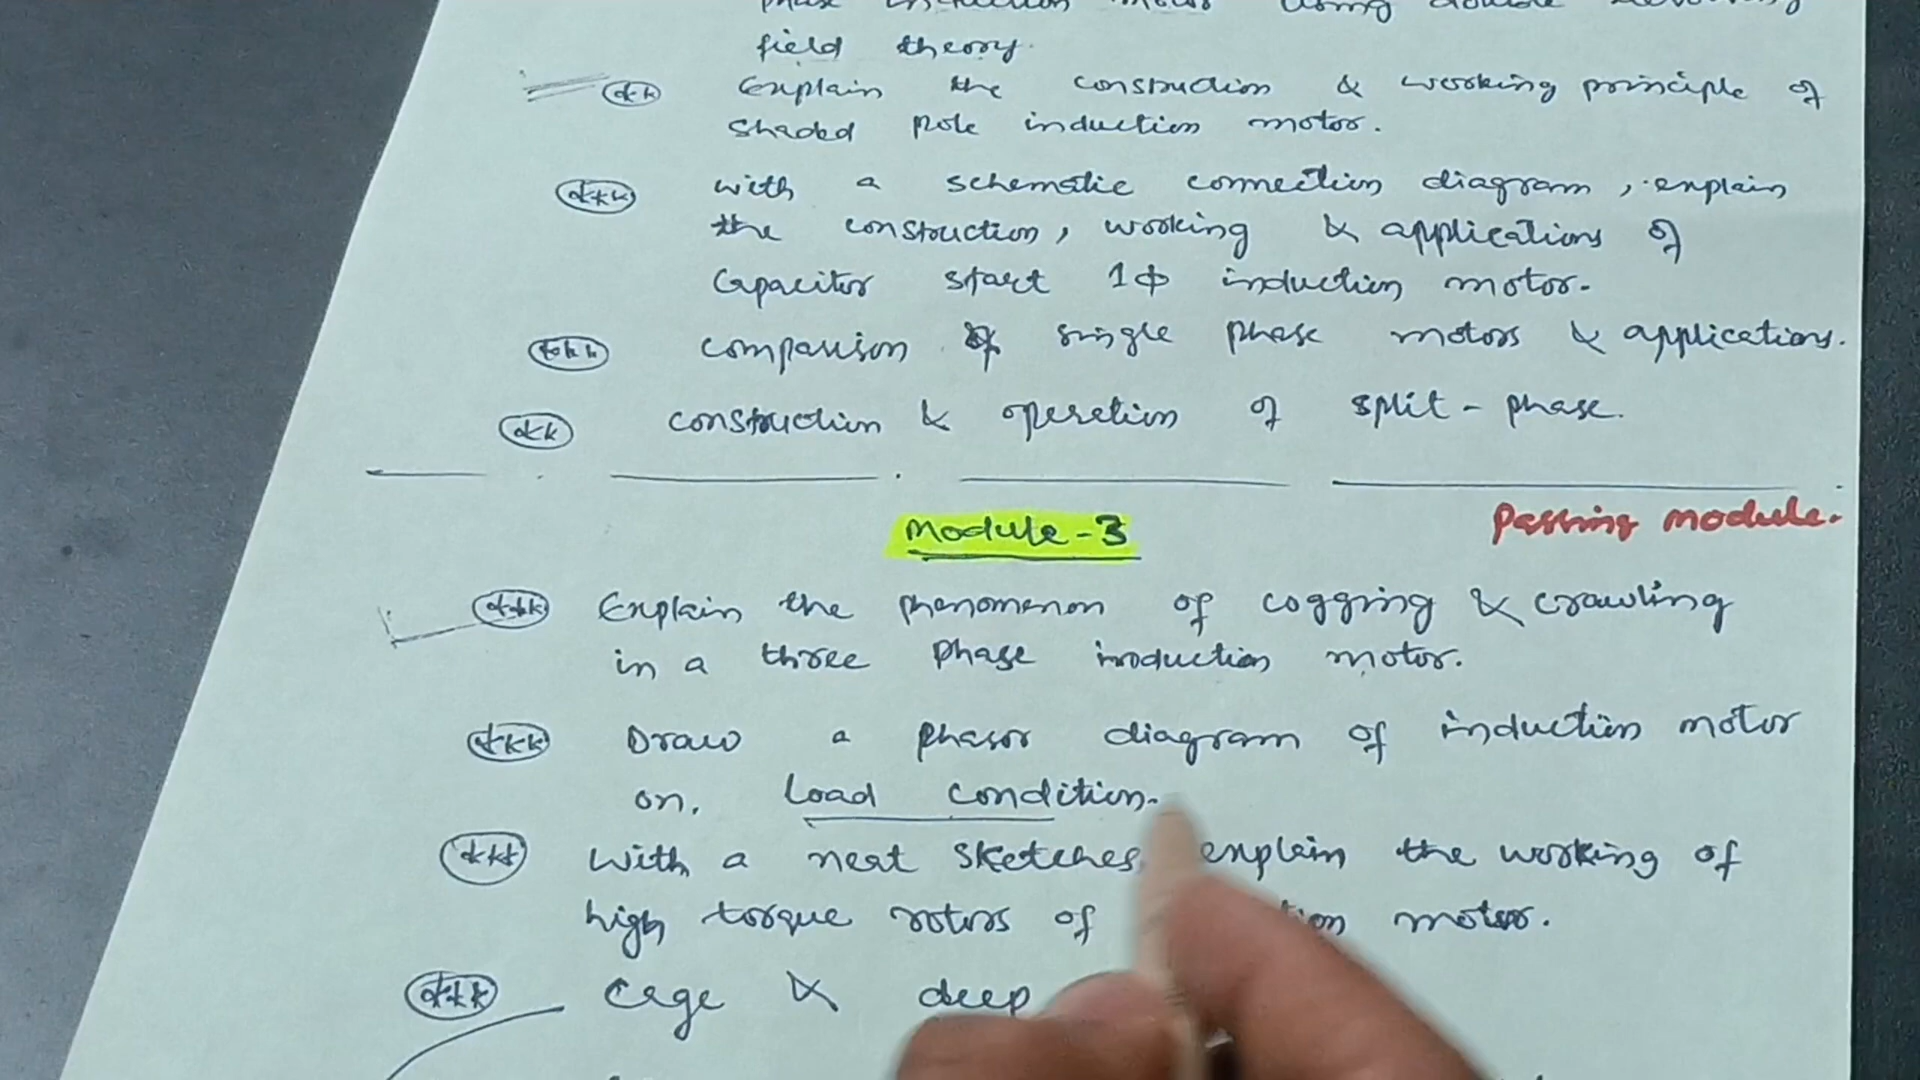 field theory.
Explain the construction & working principle of
shaded pole induction motor.
with a schematic connection diagram, explain
the construction, working & applications of
Capacitor start 1Φ induction motor.
comparison of single phase motors & applications.
construction & operation of split-phase.
Module-3
Passing module.
Explain the phenomenon of cogging & crawling
in a three phase induction motor.
Draw a phasor diagram of induction motor
on. load condition.
With a neat sketches explain the working of
high torque rotors of motor.
Cage & deep